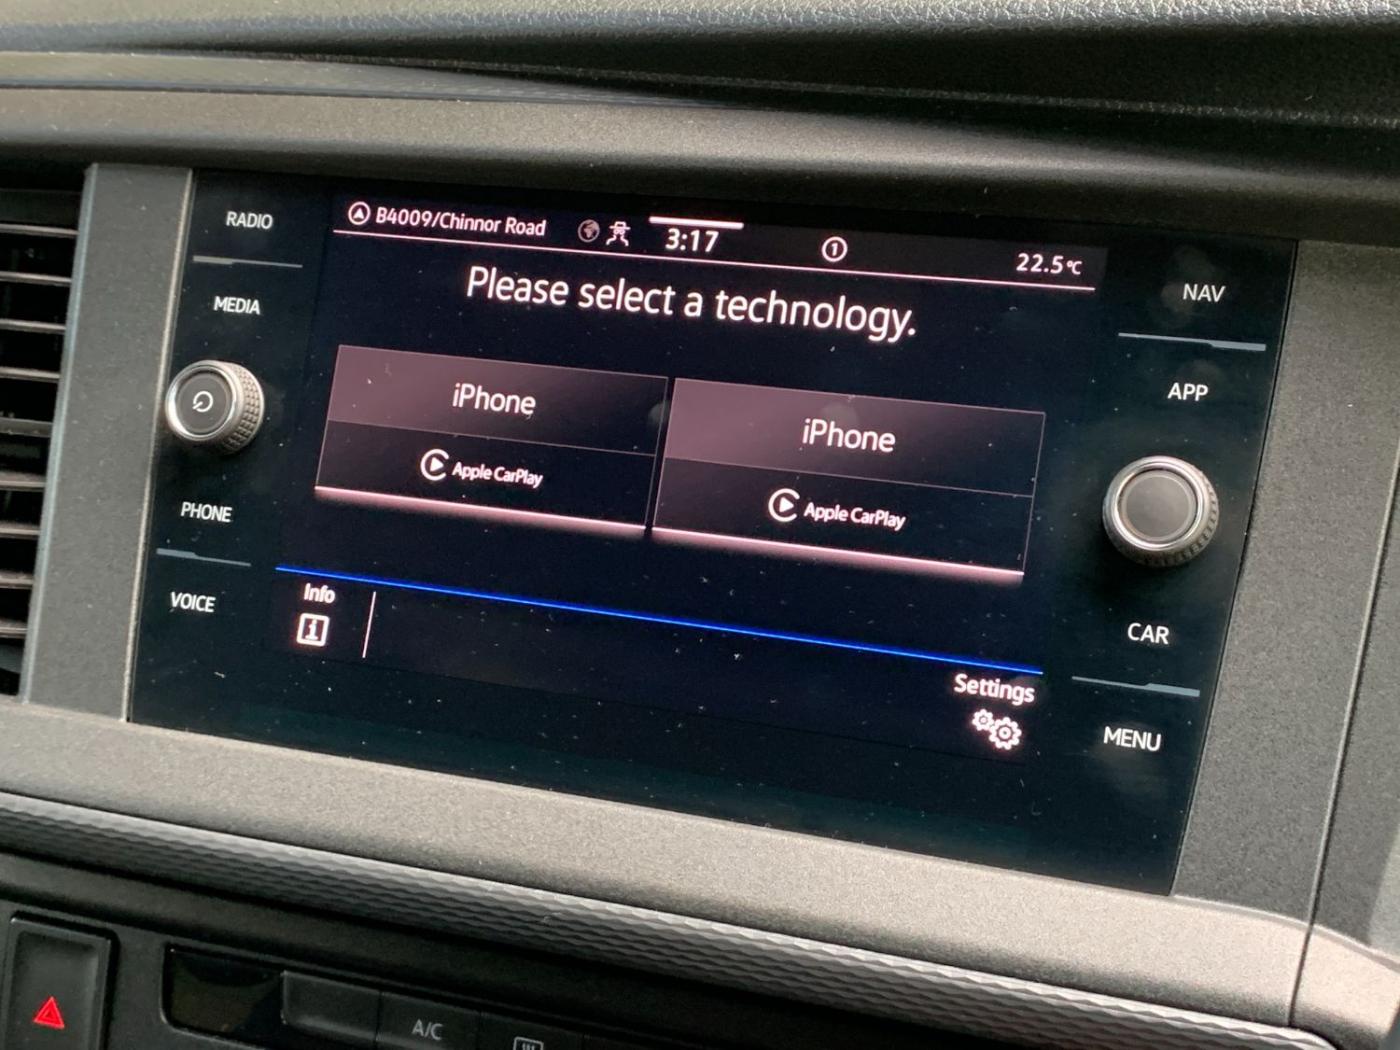 RADIO
MEDIA
PHONE
VOICE
B4009/Chinnor Road
3:17
1
22.5°C
Please select a technology.
iPhone
Apple CarPlay
iPhone
Apple CarPlay
Info
i
Settings
NAV
APP
CAR
MENU
A/C